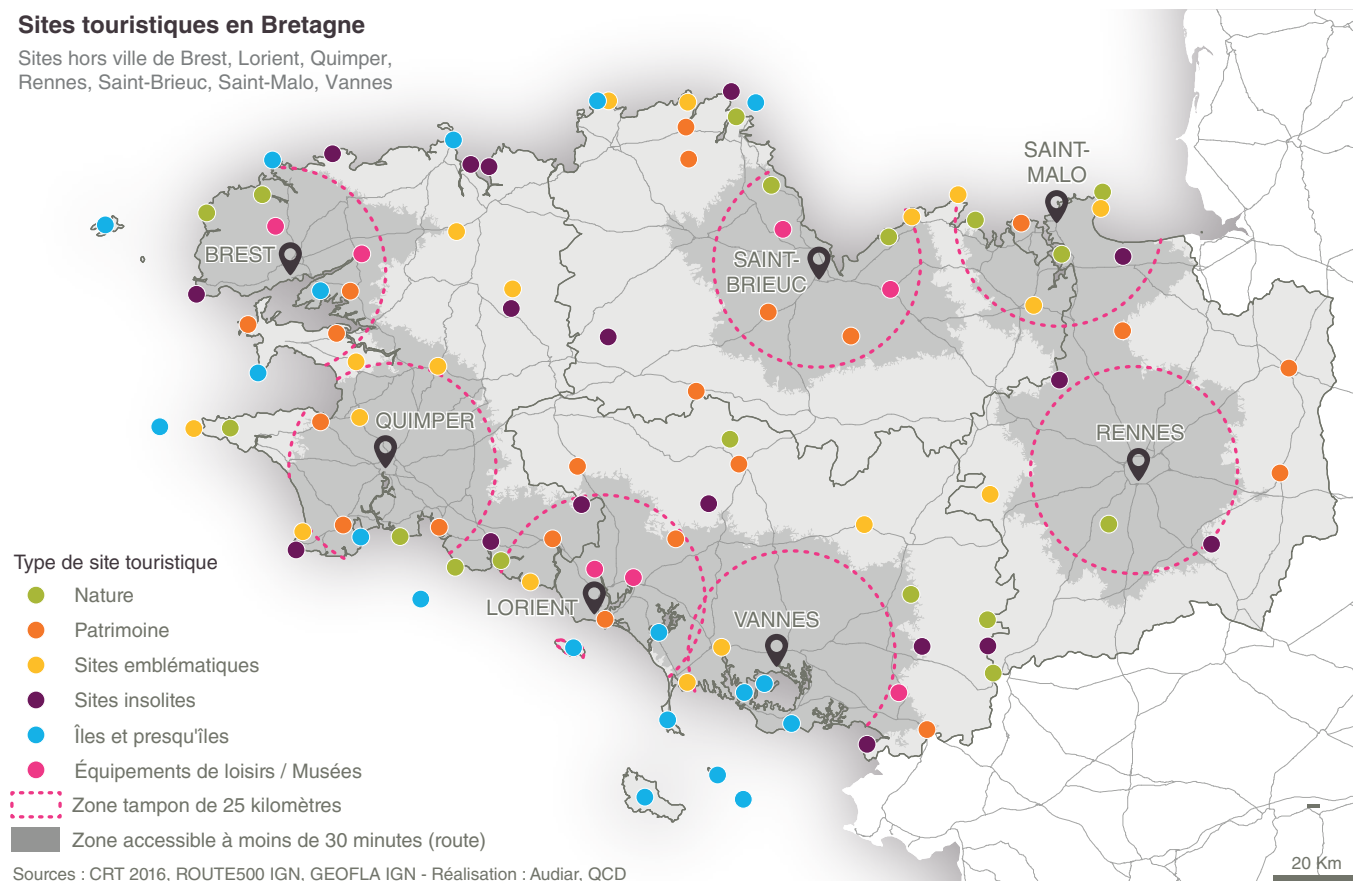 Sites touristiques en Bretagne
Sites hors ville de Brest, Lorient, Quimper,
Rennes, Saint-Brieuc, Saint-Malo, Vannes
SAINT-
MALO
BREST
SAINT-
BRIEUC
QUIMPER
RENNES
LORIENT
VANNES
Type de site touristique
Nature
Patrimoine
Sites emblématiques
Sites insolites
Îles et presqu'îles
Équipements de loisirs / Musées
Zone tampon de 25 kilomètres
Zone accessible à moins de 30 minutes (route)
Sources : CRT 2016, ROUTE500 IGN, GEOFLA IGN - Réalisation : Audiar, QCD
20 Km